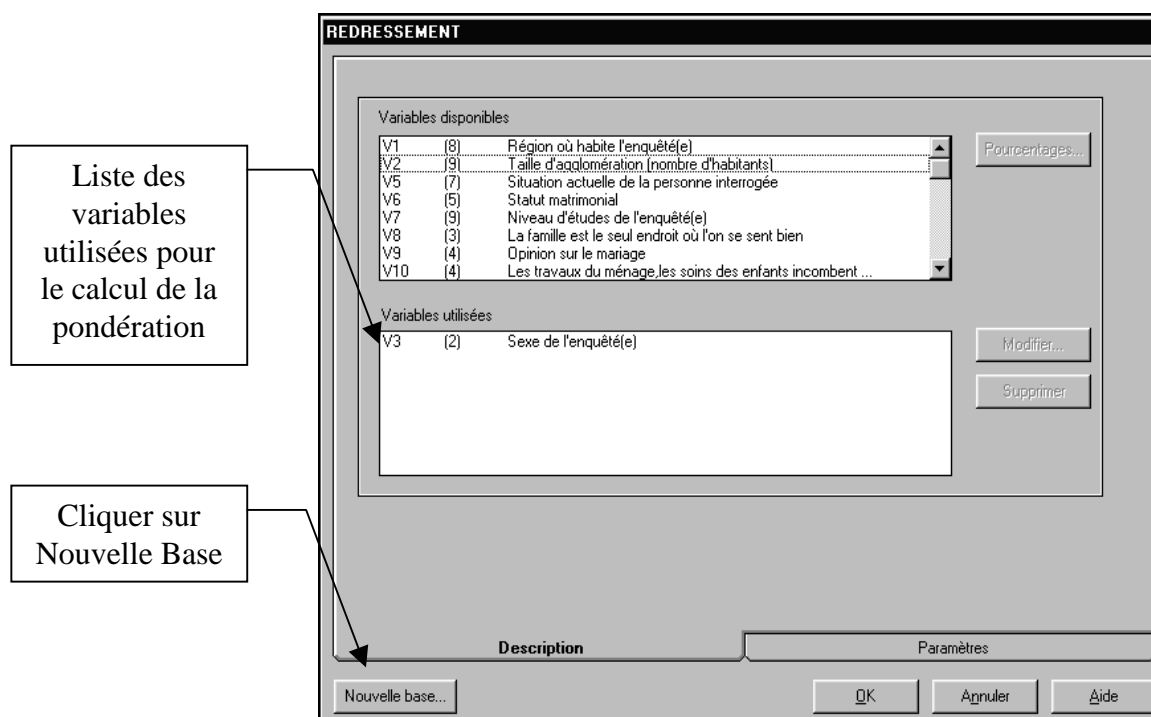 REDRESSEMENT
Variables disponibles
V1 (8) Région où habite l'enquêté(e)
V2 (9) Taille d'agglomération (nombre d'habitants)
V5 (7) Situation actuelle de la personne interrogée
V6 (5) Statut matrimonial
V7 (9) Niveau d'études de l'enquêté(e)
V8 (3) La famille est le seul endroit où l'on se sent bien
V9 (4) Opinion sur le mariage
V10 (4) Les travaux du ménage,les soins des enfants incombent ...
Pourcentages...
Liste des
variables
utilisées pour
le calcul de la
pondération
Variables utilisées
V3 (2) Sexe de l'enquêté(e)
Modifier...
Supprimer
Cliquer sur
Nouvelle Base
Description
Paramètres
Nouvelle base...
OK
Annuler
Aide